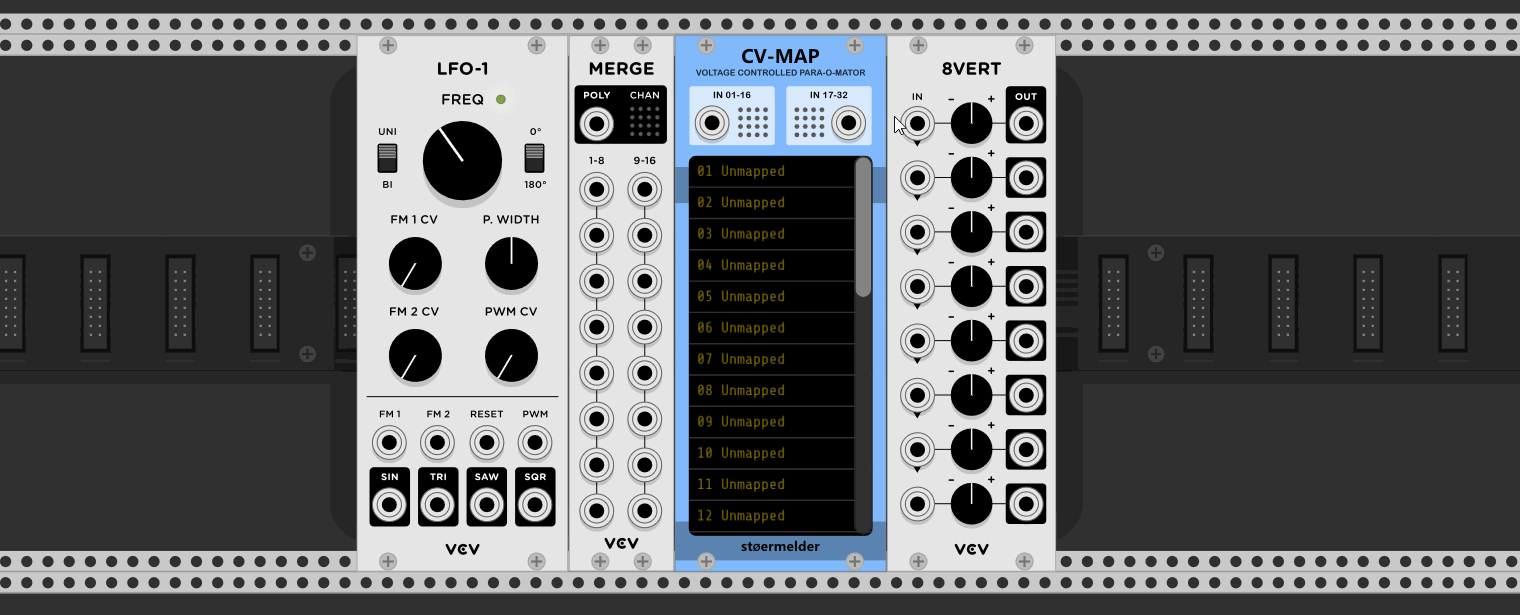 LFO-1
FREQ
UNI
0°
BI
180°
FM 1 CV
P. WIDTH
FM 2 CV
PWM CV
FM 1
FM 2
RESET
PWM
SIN
TRI
SAW
SQR
VCV
MERGE
POLY
CHAN
1-8
9-16
VCV
CV-MAP
VOLTAGE CONTROLLED PARA-O-MATOR
IN 01-16
IN 17-32
01 Unmapped
02 Unmapped
03 Unmapped
04 Unmapped
05 Unmapped
06 Unmapped
07 Unmapped
08 Unmapped
09 Unmapped
10 Unmapped
11 Unmapped
12 Unmapped
støermelder
8VERT
IN
- +
OUT
- +
- +
- +
- +
- +
- +
- +
VCV